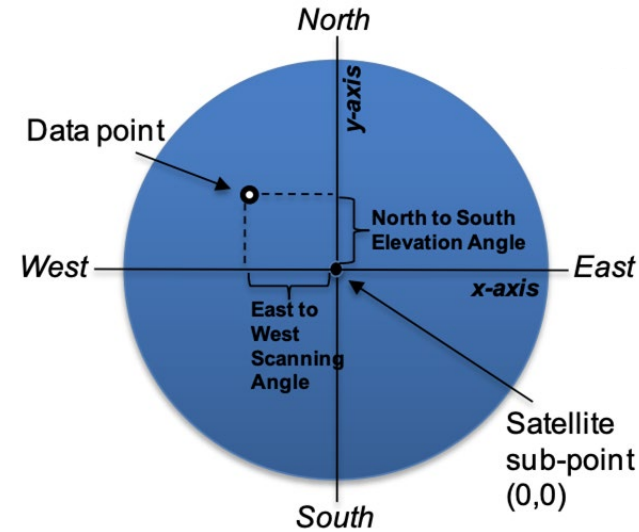 North
y-axis
Data point
North to South
Elevation Angle
West
East
x-axis
East to
West
Scanning
Angle
Satellite
sub-point
(0,0)
South